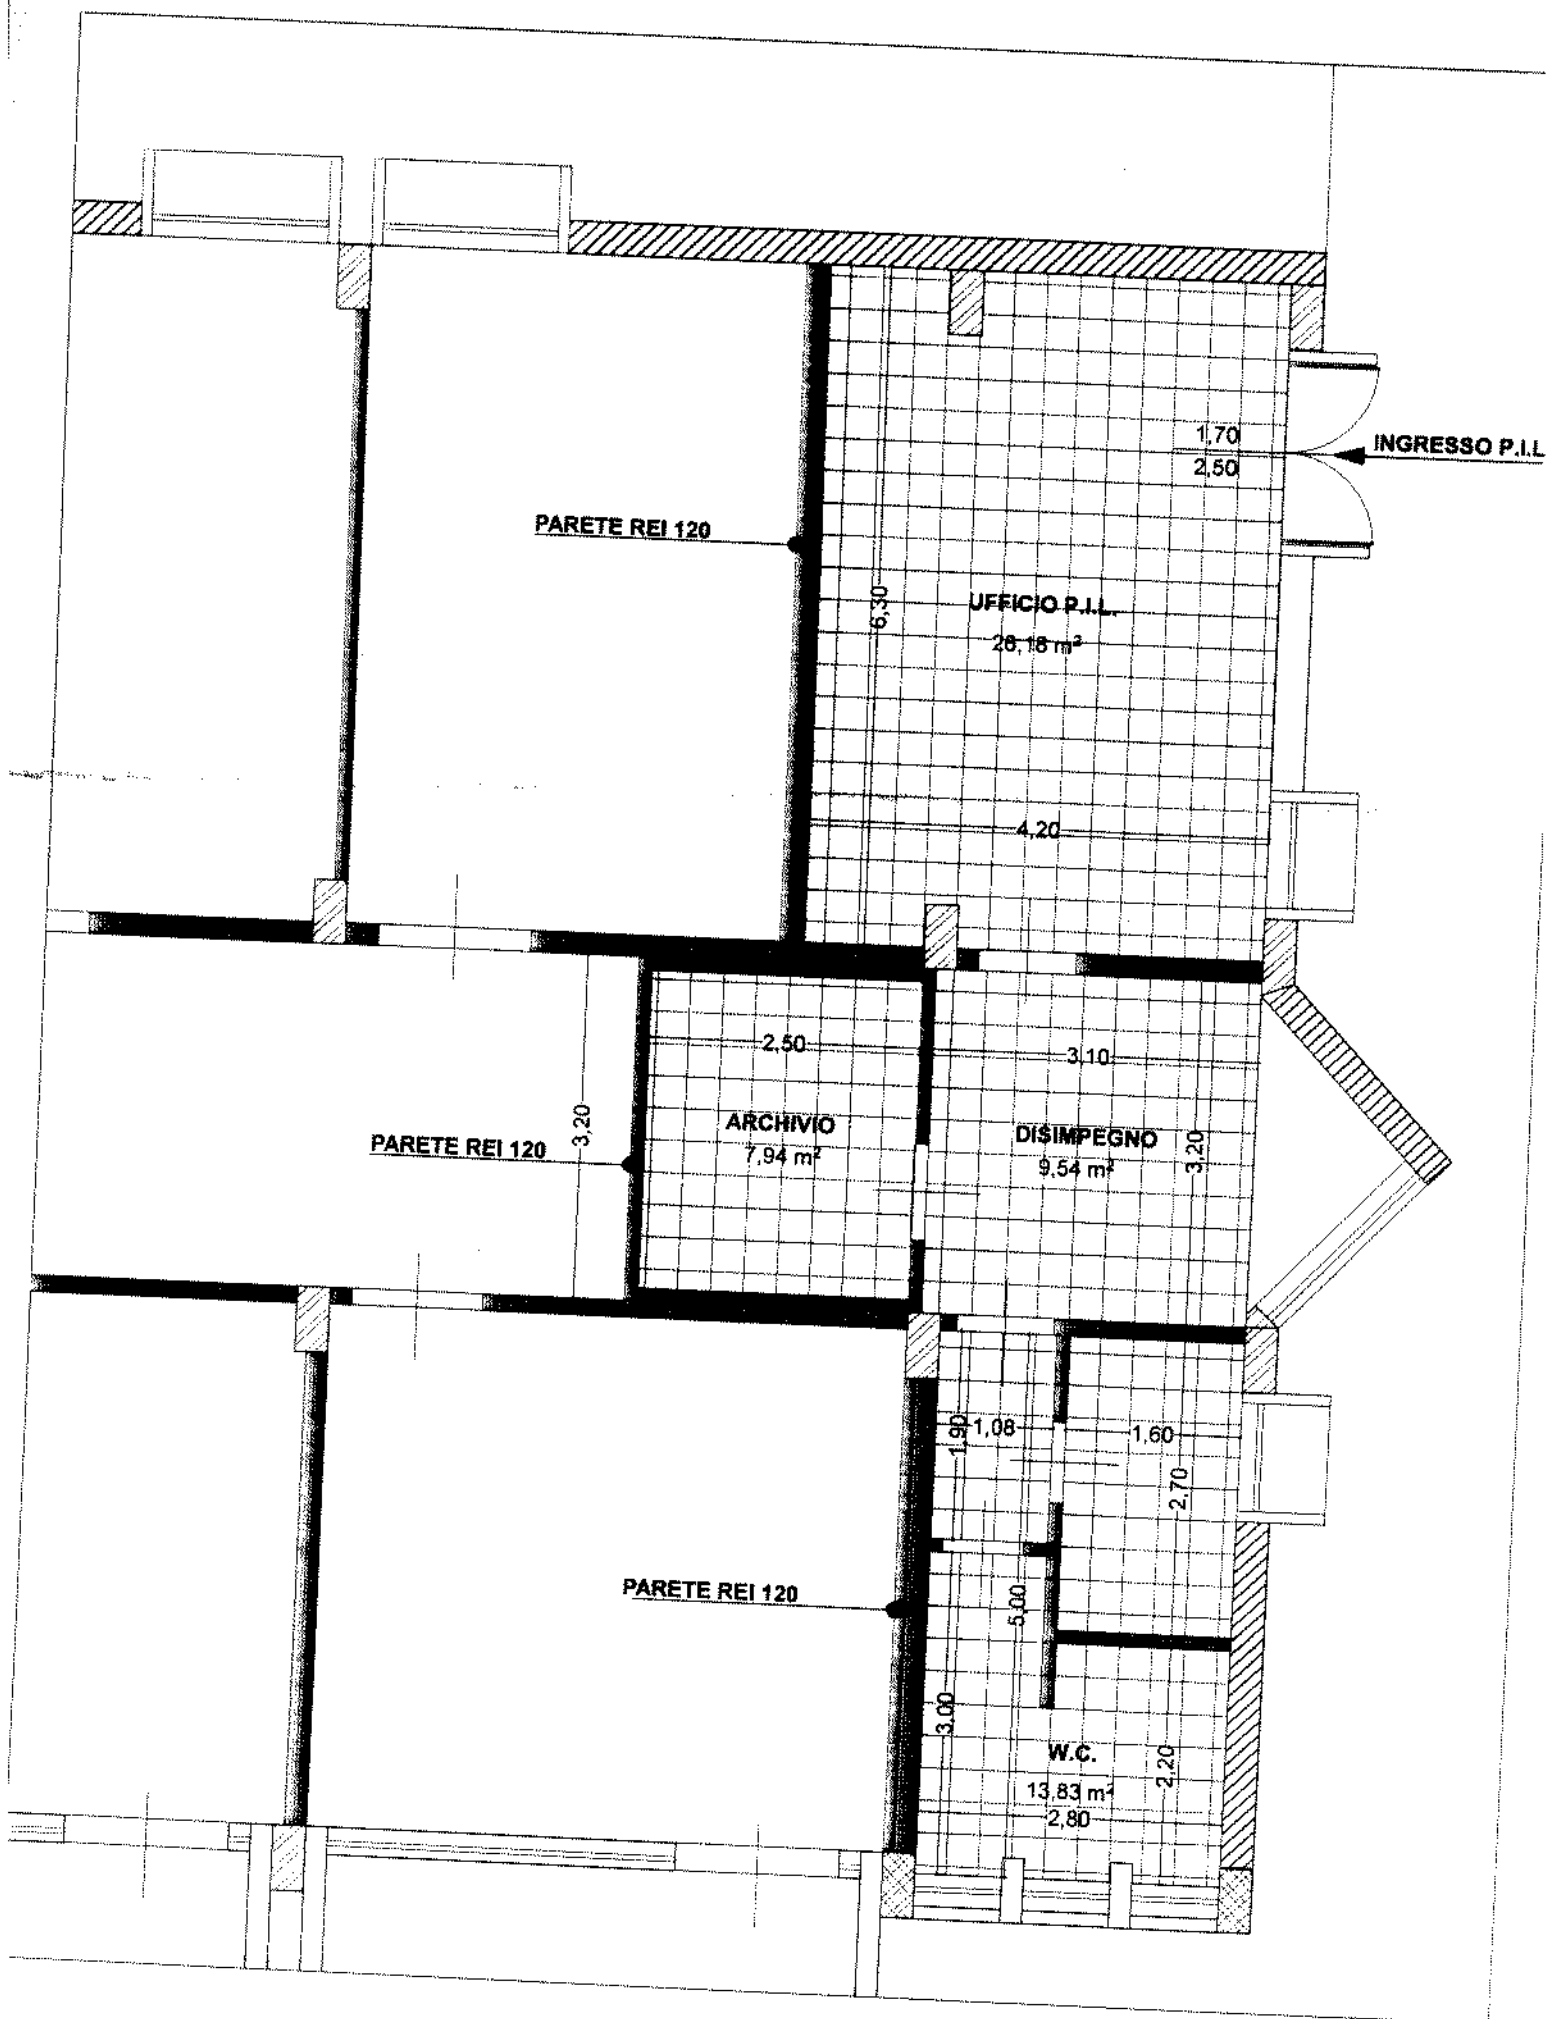 1,70
INGRESSO P.I.L
2,50
PARETE REI 120
6,30
UFFICIO P.I.L.
26,18 m²
4,20
2,50
3,10
3,20
ARCHIVIO
7,94 m²
DISIMPEGNO
9,54 m²
3,20
PARETE REI 120
1,90
1,08
1,60
2,70
PARETE REI 120
5,00
3,00
W.C.
13,83 m²
2,20
2,80